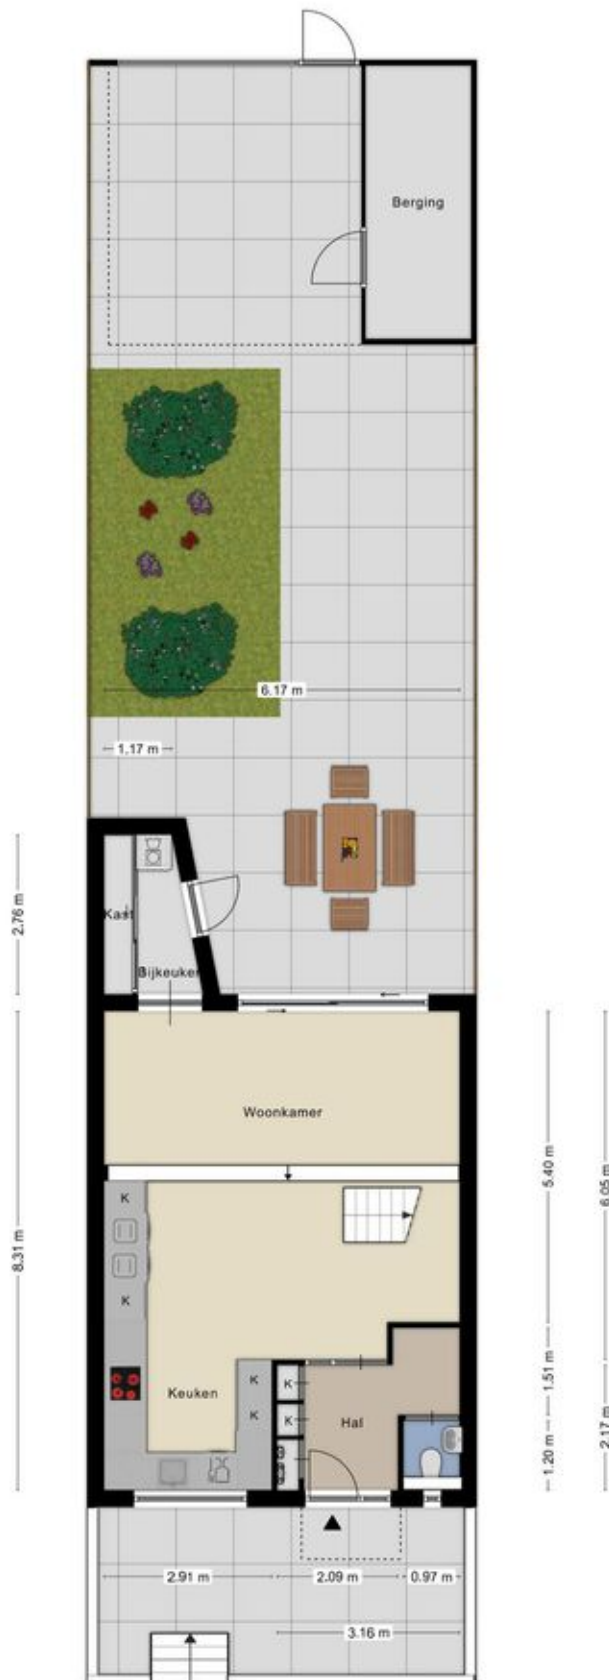 Berging
6.17 m
1.17 m
2.76 m
Kast
Bijkeuken
Woonkamer
5.40 m
6.05 m
8.31 m
K
K
Keuken
K
K
K
K
Hal
1.51 m
1.20 m
2.17 m
2.91 m
2.09 m
0.97 m
3.16 m